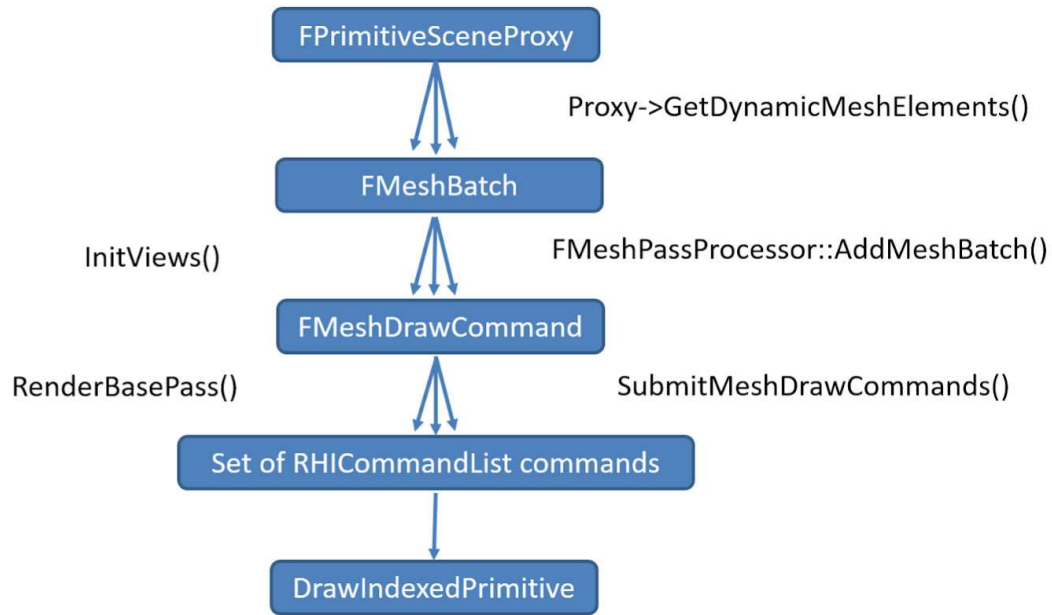 FPrimitiveSceneProxy
Proxy->GetDynamicMeshElements()
FMeshBatch
InitViews()
FMeshPassProcessor::AddMeshBatch()
FMeshDrawCommand
RenderBasePass()
SubmitMeshDrawCommands()
Set of RHICommandList commands
DrawIndexedPrimitive